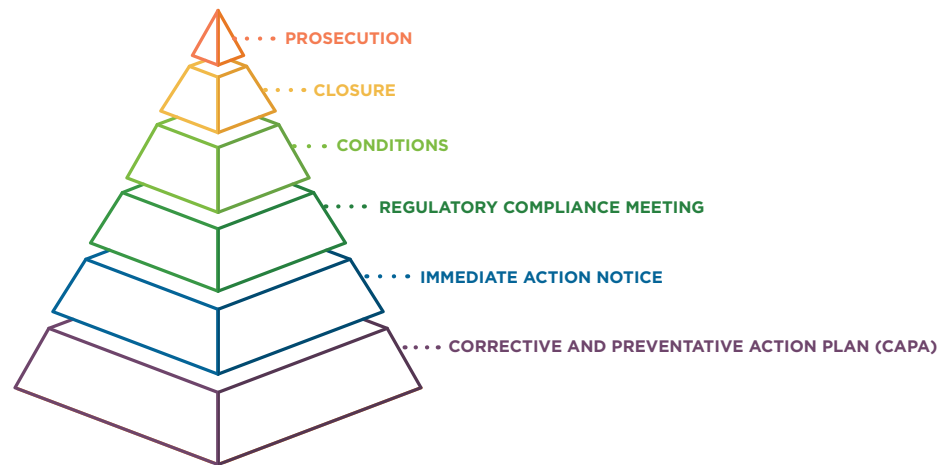 PROSECUTION
CLOSURE
CONDITIONS
REGULATORY COMPLIANCE MEETING
IMMEDIATE ACTION NOTICE
CORRECTIVE AND PREVENTATIVE ACTION PLAN (CAPA)